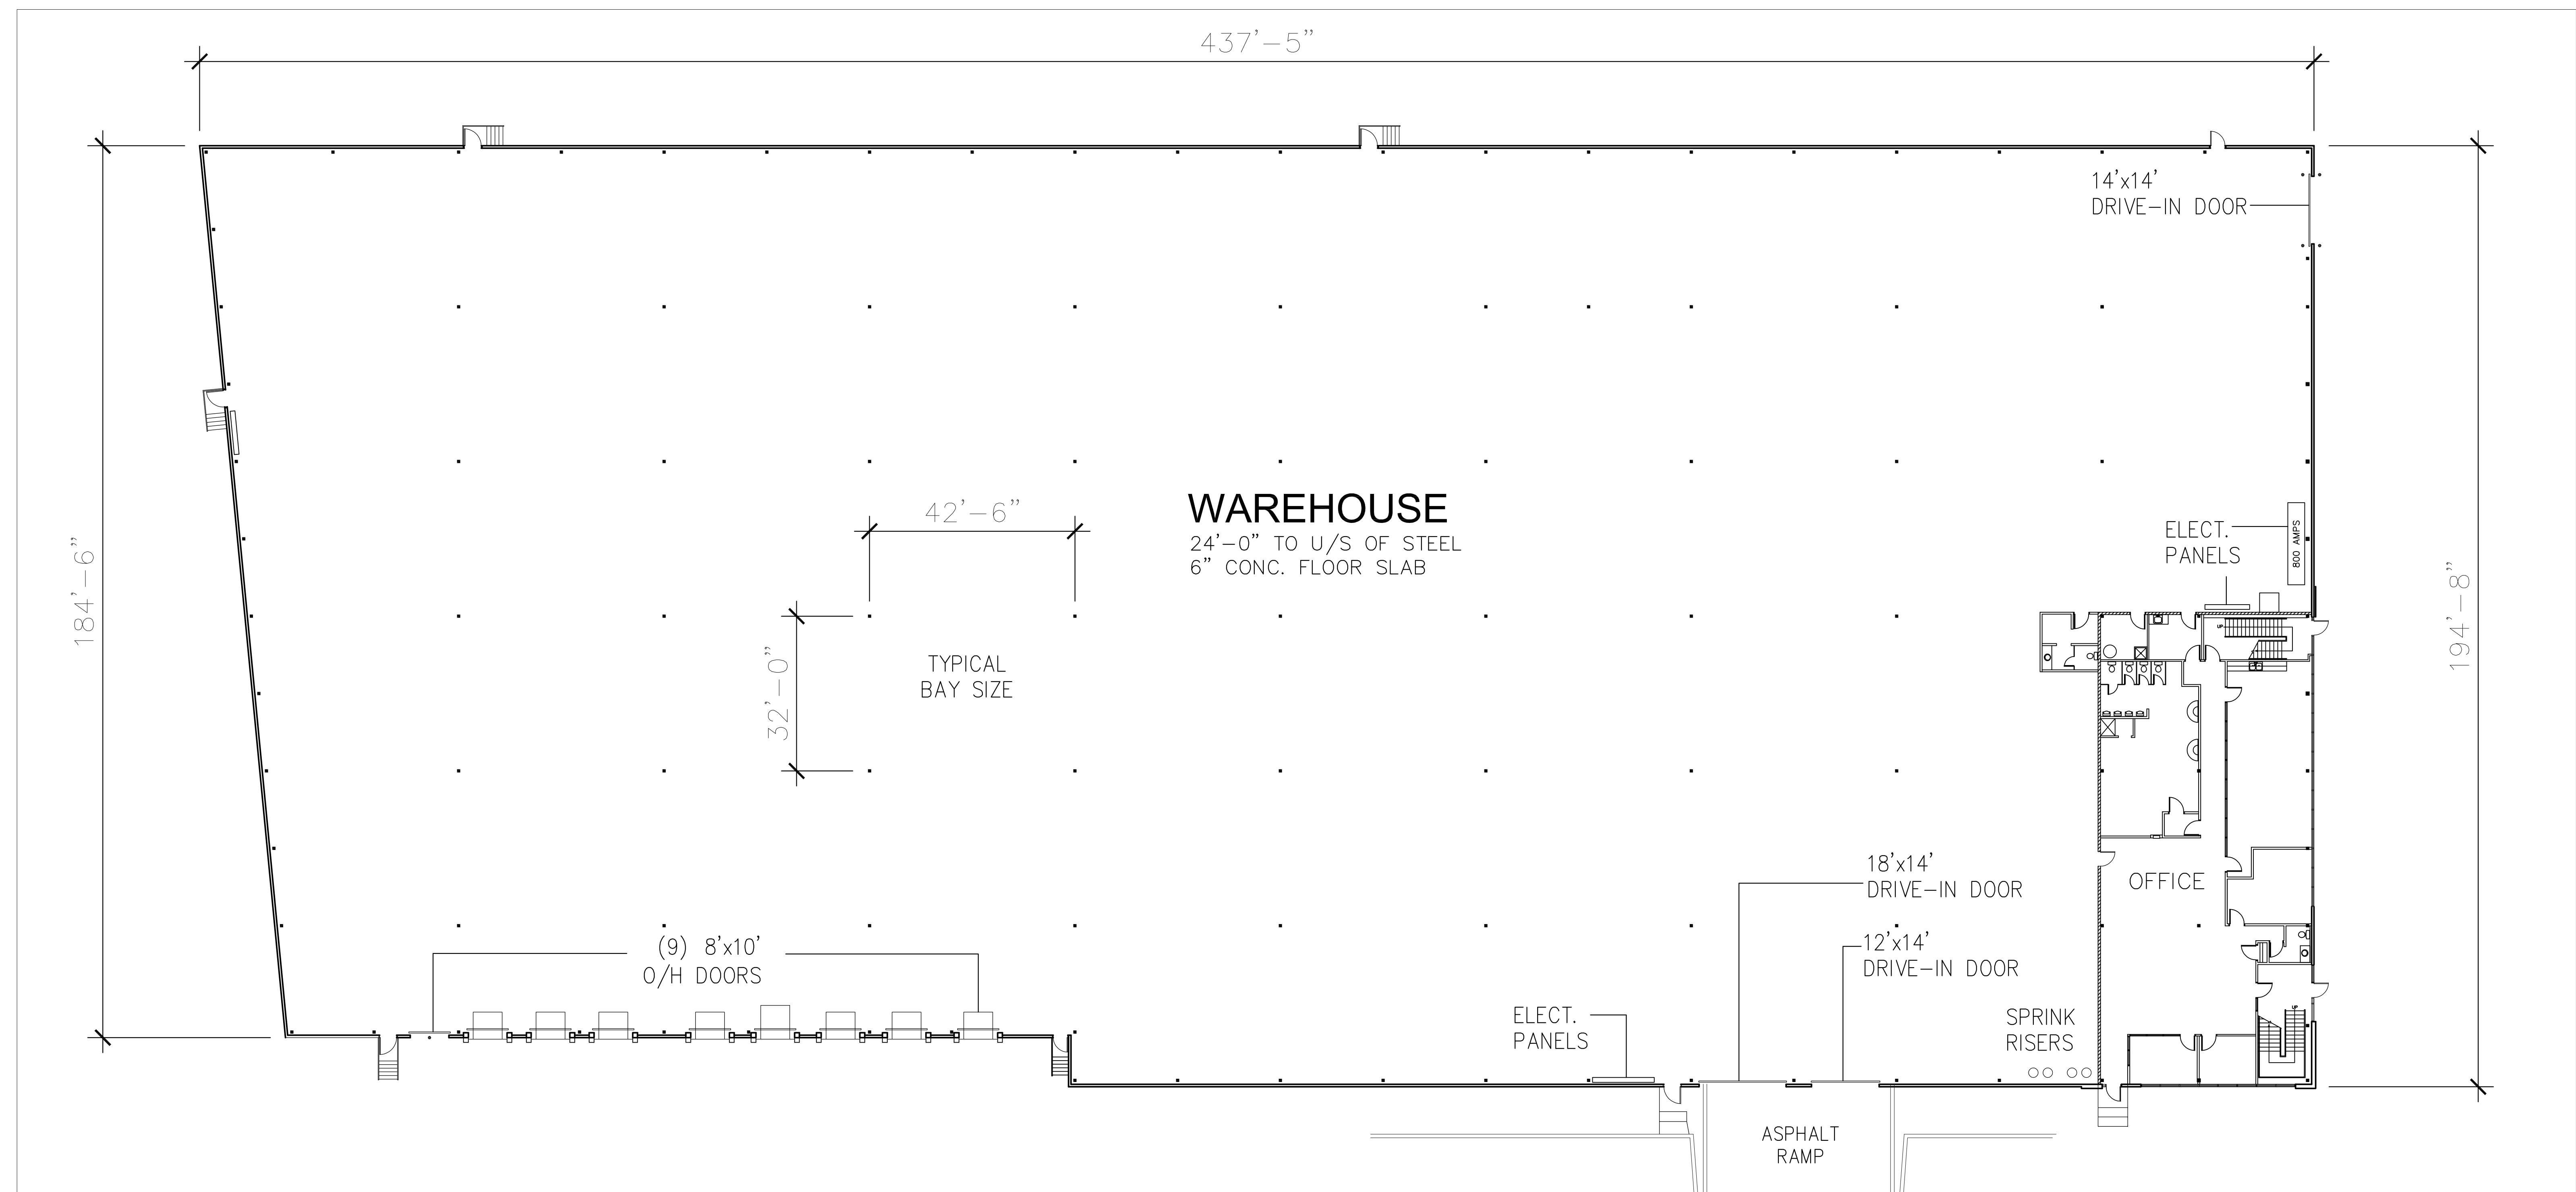 437'-5"
14'x14'
DRIVE-IN DOOR
184'-6"
42'-6"
WAREHOUSE
24'-0" TO U/S OF STEEL
6" CONC. FLOOR SLAB
ELECT.
PANELS
800 AMPS
194'-8"
32'-0"
TYPICAL
BAY SIZE
UP
18'x14'
DRIVE-IN DOOR
OFFICE
(9) 8'x10'
O/H DOORS
12'x14'
DRIVE-IN DOOR
ELECT.
PANELS
SPRINK
RISERS
UP
ASPHALT
RAMP